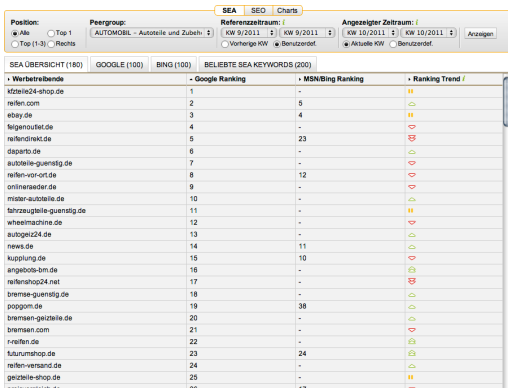 SEA SEO Charts
Position: Peergroup: Referenzzeitraum: i Angezeigter Zeitraum: i
Alle Top 1 AUTOMOBIL – Autoteile und Zubehö KW 9/2011 KW 9/2011 KW 10/2011 KW 10/2011 Anzeigen
Top (1-3) Rechts Vorherige KW Benutzerdef. Aktuelle KW Benutzerdef.
SEA ÜBERSICHT (180) GOOGLE (100) BING (100) BELIEBTE SEA KEYWORDS (200)
Werbetreibende Google Ranking MSN/Bing Ranking Ranking Trend i
kfzteile24-shop.de 1 -
reifen.com 2 5
ebay.de 3 4
felgenoutlet.de 4 -
reifendirekt.de 5 23
daparto.de 6 -
autoteile-guenstig.de 7 -
reifen-vor-ort.de 8 12
onlineraeder.de 9 -
mister-autoteile.de 10 -
fahrzeugteile-guenstig.de 11 -
wheelmachine.de 12 -
autogeiz24.de 13 -
news.de 14 11
kupplung.de 15 10
angebots-bm.de 16 -
reifenshop24.net 17 -
bremse-guenstig.de 18 -
popgom.de 19 38
bremsen-geizteile.de 20 -
bremsen.com 21 -
r-reifen.de 22 -
futurumshop.de 23 24
reifen-versand.de 24 -
geizteile-shop.de 25 -